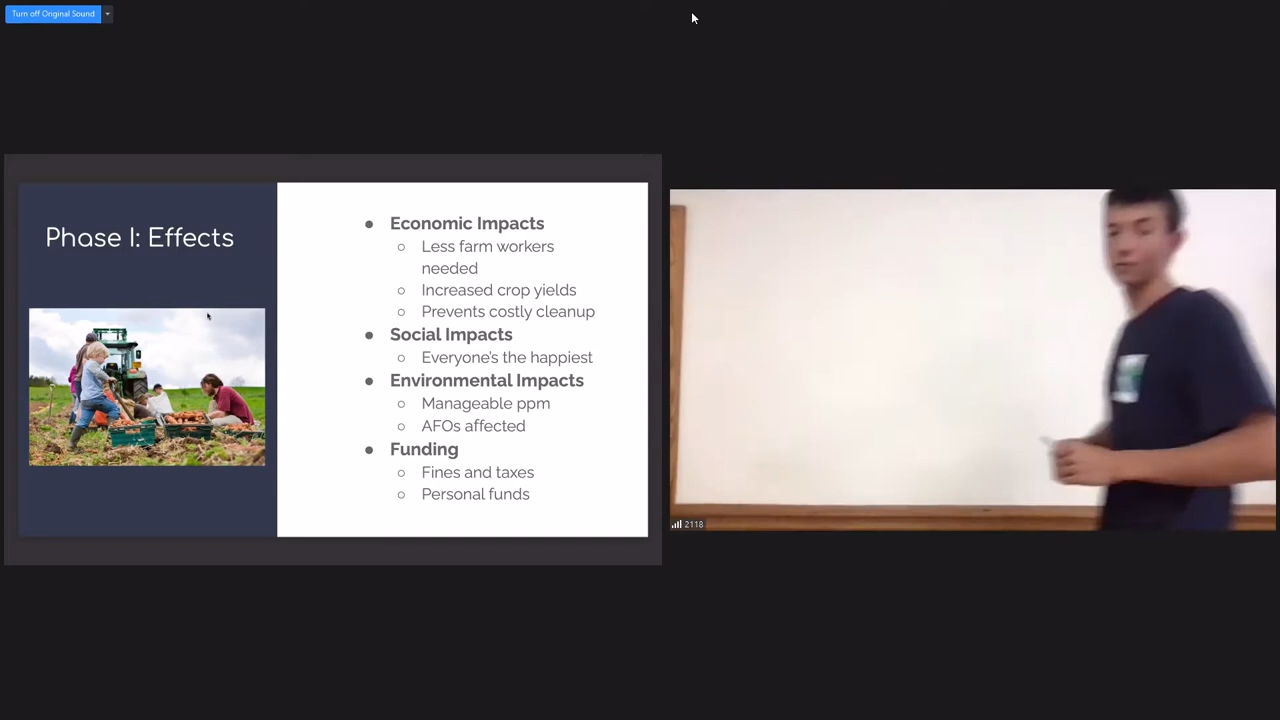 Turn off Original Sound
Phase I: Effects
● Economic Impacts
○ Less farm workers
needed
○ Increased crop yields
○ Prevents costly cleanup
● Social Impacts
○ Everyone's the happiest
● Environmental Impacts
○ Manageable ppm
○ AFOs affected
● Funding
○ Fines and taxes
○ Personal funds
2118